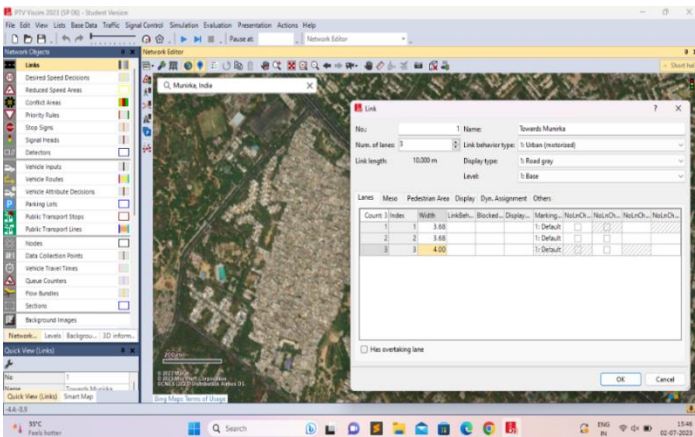 PTV Vissim 2023 (SP 06) - Student Version
File Edit View Lists Base Data Traffic Signal Control Simulation Evaluation Presentation Actions Help
Pause at: Network Editor
Network Objects
Network Editor
Links
Desired Speed Decisions
Reduced Speed Areas
Conflict Areas
Priority Rules
Stop Signs
Signal Heads
Detectors
Vehicle Inputs
Vehicle Routes
Vehicle Attribute Decisions
Parking Lots
Public Transport Stops
Public Transport Lines
Nodes
Data Collection Points
Vehicle Travel Times
Queue Counters
Flow Bundles
Sections
Background Images
Network... Levels Backgrou... 3D inform...
Quick View (Links)
No 1
Name Towards Munirka
Quick View (Links) Smart Map
Munirka, India
200 m
Bing Maps Terms of Usage
Link
No.: 1 Name: Towards Munirka
Num. of lanes: 3 Link behavior type: 1: Urban (motorized)
Link length: 10.000 m Display type: 1: Road gray
Level: 1: Base
Lanes Meso Pedestrian Area Display Dyn. Assignment Others
Count: 3 Index Width LinkBeh... Blocked... Display... Marking... NoLnCh... NoLnCh... NoLnCh... NoLnCh...
1 1 3.68 1: Default
2 2 3.68 1: Default
3 3 4.00 1: Default
Has overtaking lane
OK Cancel
33°C
Feels hotter
Search
ENG
IN
15:46
02-07-2023